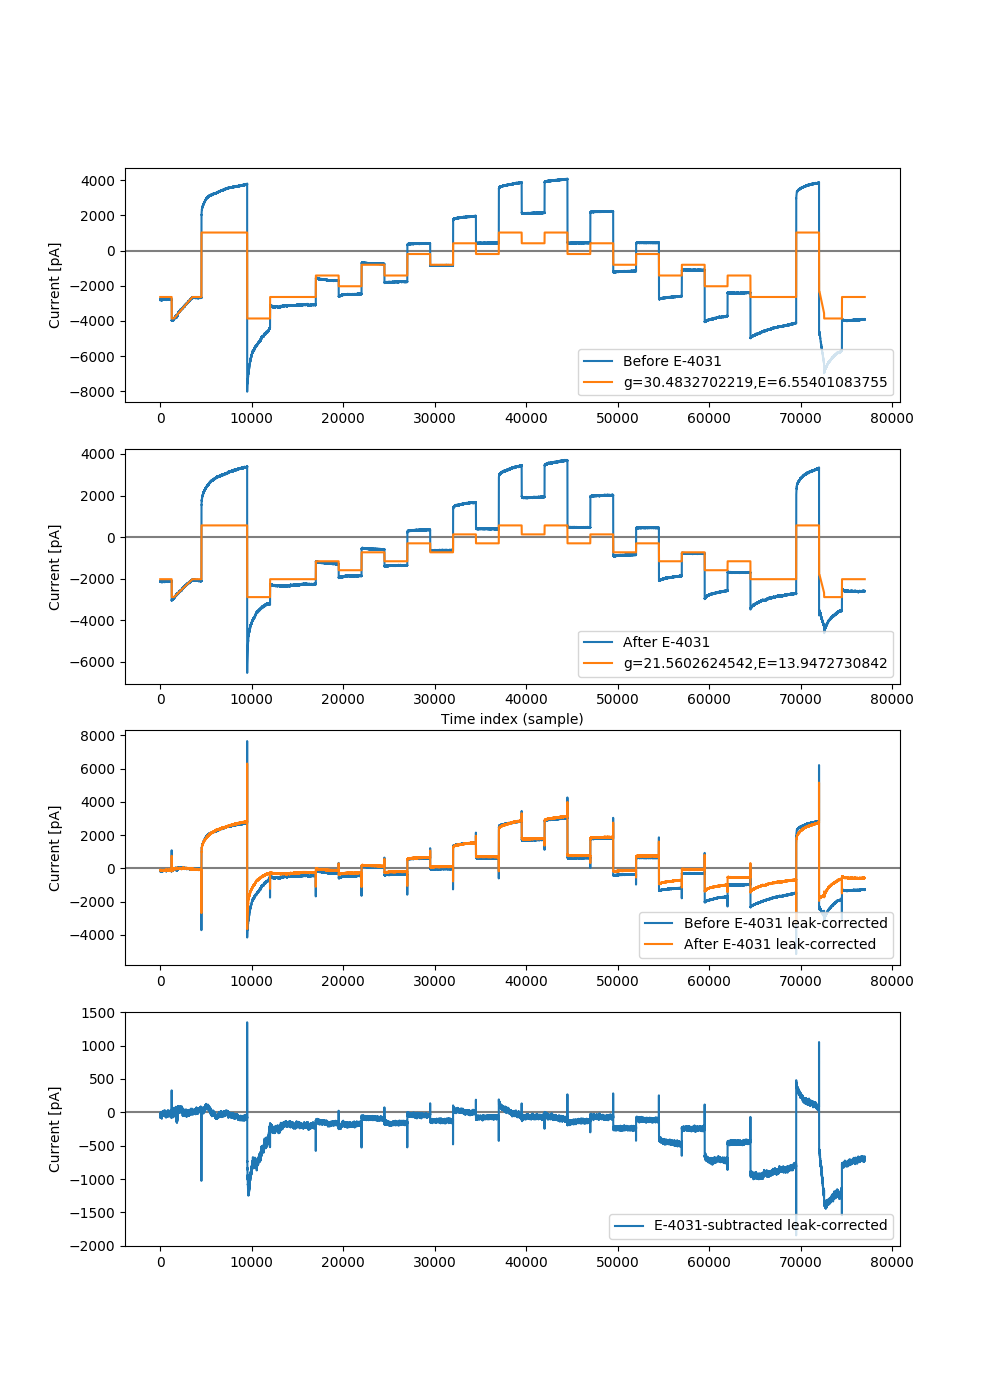 4000
2000
0
−2000
−4000
−6000
−8000
Current [pA]
Before E-4031
g=30.4832702219,E=6.55401083755
0 10000 20000 30000 40000 50000 60000 70000 80000
4000
2000
0
−2000
−4000
−6000
Current [pA]
After E-4031
g=21.5602624542,E=13.9472730842
0 10000 20000 30000 40000 50000 60000 70000 80000
Time index (sample)
8000
6000
4000
2000
0
−2000
−4000
Current [pA]
Before E-4031 leak-corrected
After E-4031 leak-corrected
0 10000 20000 30000 40000 50000 60000 70000 80000
1500
1000
500
0
−500
−1000
−1500
−2000
Current [pA]
E-4031-subtracted leak-corrected
0 10000 20000 30000 40000 50000 60000 70000 80000